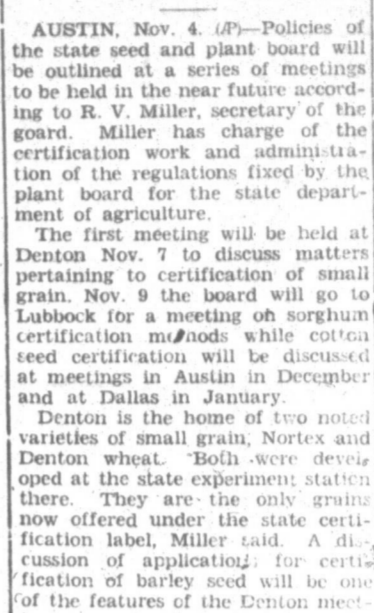 AUSTIN, Nov. 4. (AP)—Policies of
the state seed and plant board will
be outlined at a series of meetings
to be held in the near future accord-
ing to R. V. Miller, secretary of the
goard. Miller has charge of the
certification work and administra-
tion of the regulations fixed by the
plant board for the state depart-
ment of agriculture.
The first meeting will be held at
Denton Nov. 7 to discuss matters
pertaining to certification of small
grain. Nov. 9 the board will go to
Lubbock for a meeting on sorghum
certification methods while cotton
seed certification will be discussed
at meetings in Austin in December
and at Dallas in January.
Denton is the home of two noted
varieties of small grain, Nortex and
Denton wheat. Both were devel-
oped at the state experiment station
there. They are the only grains
now offered under the state certi-
fication label, Miller said. A dis-
cussion of application for certi-
fication of barley seed will be one
of the features of the Denton meet-